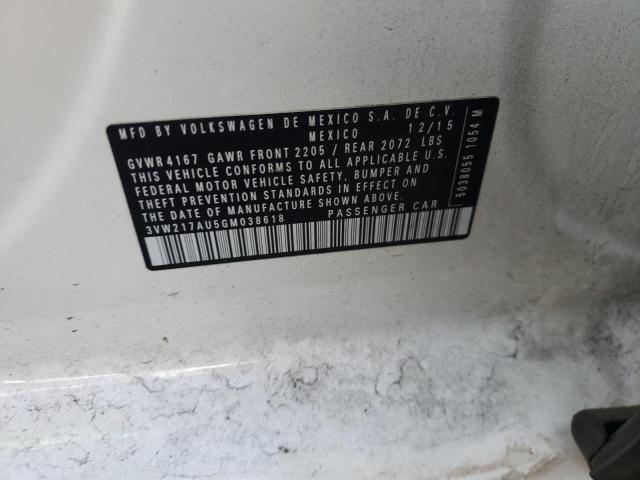 MFD BY VOLKSWAGEN DE MEXICO S.A. DE C.V.
MEXICO 12/15
GVWR 4167 GAWR FRONT 2205 / REAR 2072 LBS
THIS VEHICLE CONFORMS TO ALL APPLICABLE U.S.
FEDERAL MOTOR VEHICLE SAFETY, BUMPER AND
THEFT PREVENTION STANDARDS IN EFFECT ON
THE DATE OF MANUFACTURE SHOWN ABOVE
3VW217AU5GM038618 PASSENGER CAR
5038055 1054 M